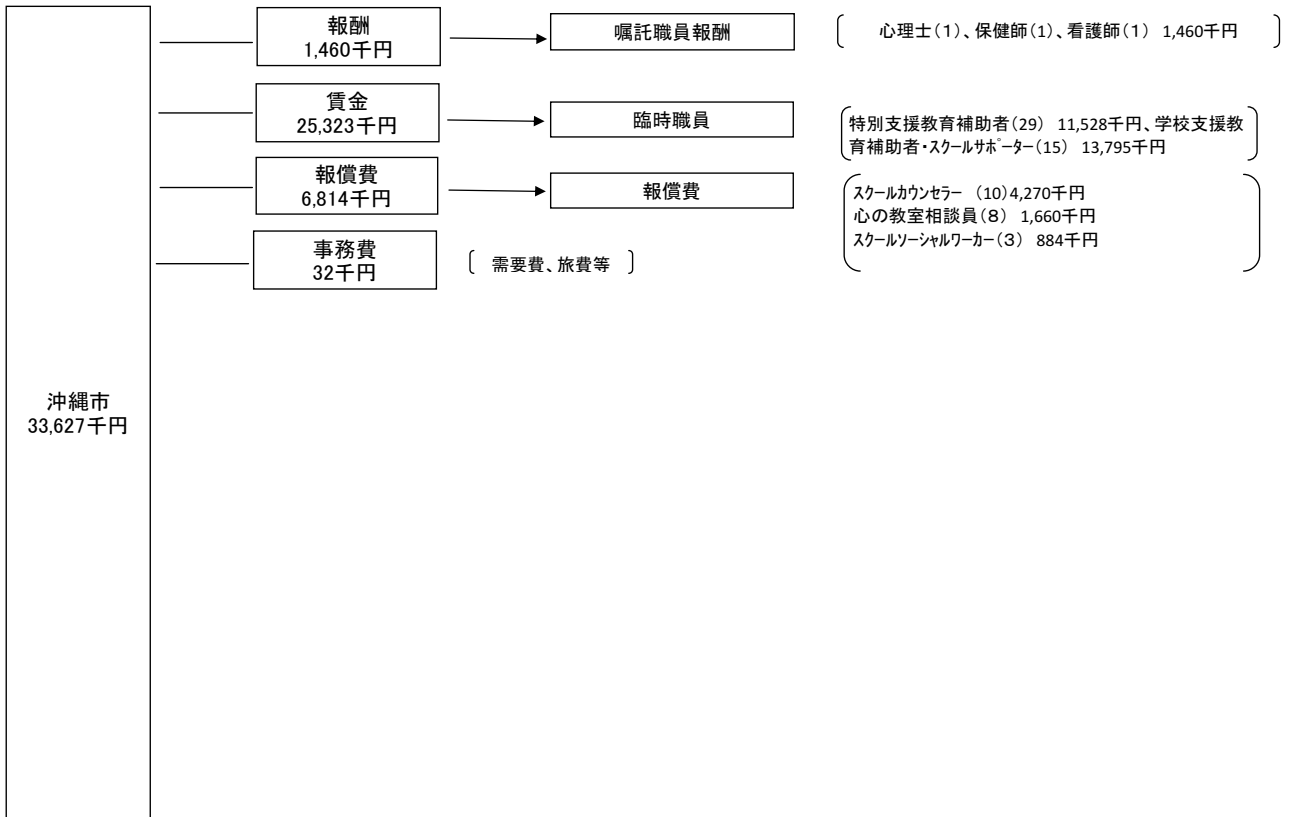 報酬
1,460千円
嘱託職員報酬
心理士(1)、保健師(1)、看護師(1) 1,460千円
賃金
25,323千円
臨時職員
特別支援教育補助者(29) 11,528千円、学校支援教
育補助者・スクールサポーター(15) 13,795千円
報償費
6,814千円
報償費
スクールカウンセラー (10)4,270千円
心の教室相談員(8) 1,660千円
スクールソーシャルワーカー(3) 884千円
事務費
32千円
需要費、旅費等
沖縄市
33,627千円